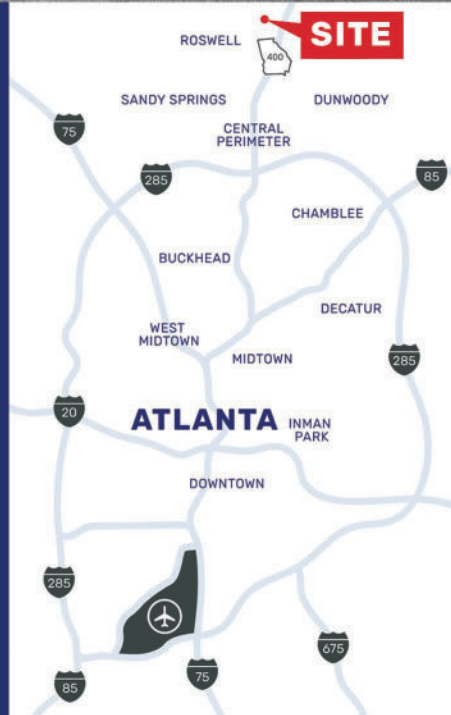 SITE
ROSWELL
400
SANDY SPRINGS
DUNWOODY
75
CENTRAL
PERIMETER
285
85
CHAMBLEE
BUCKHEAD
DECATUR
WEST
MIDTOWN
MIDTOWN
285
20
ATLANTA
INMAN
PARK
DOWNTOWN
285
675
75
85